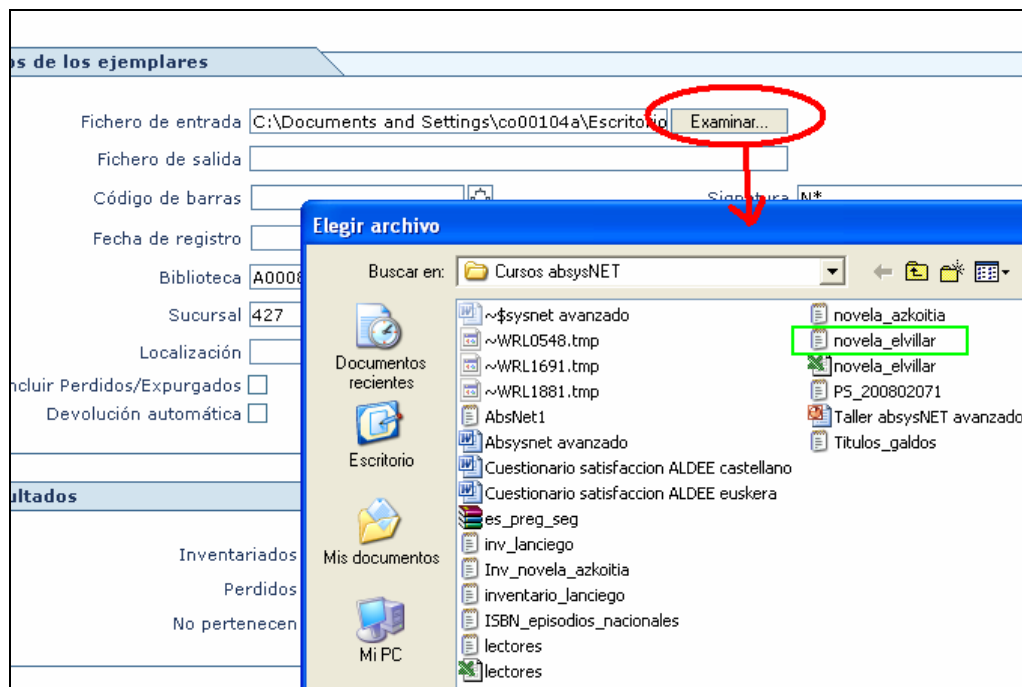 os de los ejemplares
Fichero de entrada C:\Documents and Settings\co00104a\Escritorio Examinar...
Fichero de salida
Código de barras Signatura N*
Fecha de registro
Elegir archivo
Biblioteca A0008
Buscar en: Cursos absysNET
Sucursal 427
Localización
ncluir Perdidos/Expurgados
Devolución automática
ultados
Inventariados
Perdidos
No pertenecen
Documentos
recientes
Escritorio
Mis documentos
Mi PC
~$sysnet avanzado
~WRL0548.tmp
~WRL1691.tmp
~WRL1881.tmp
AbsNet1
Absysnet avanzado
Cuestionario satisfaccion ALDEE castellano
Cuestionario satisfaccion ALDEE euskera
es_preg_seg
inv_lanciego
Inv_novela_azkoitia
inventario_lanciego
ISBN_episodios_nacionales
lectores
lectores
novela_azkoitia
novela_elvillar
novela_elvillar
PS_200802071
Taller absysNET avanzado
Titulos_galdos